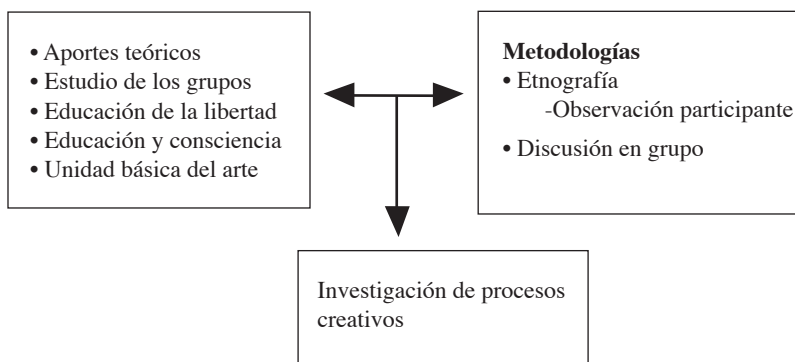 • Aportes teóricos
• Estudio de los grupos
• Educación de la libertad
• Educación y consciencia
• Unidad básica del arte
Metodologías
• Etnografía
-Observación participante
• Discusión en grupo
Investigación de procesos
creativos